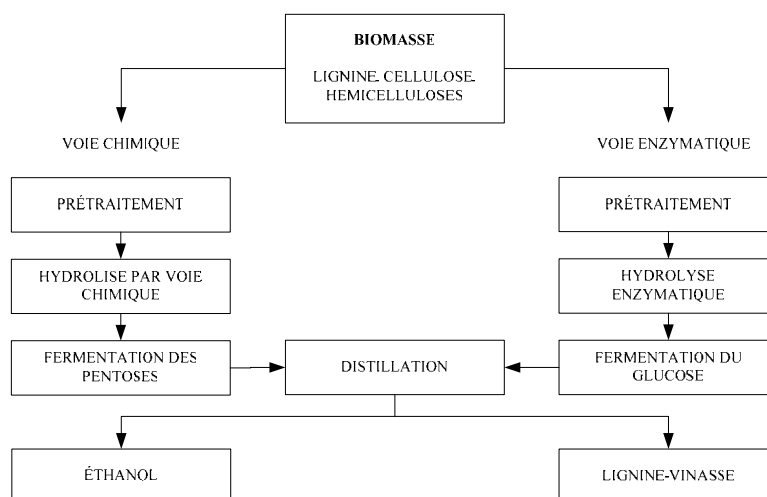 BIOMASSE
LIGNINE- CELLULOSE-
HEMICELLULOSES
VOIE CHIMIQUE
VOIE ENZYMATIQUE
PRÉTRAITEMENT
PRÉTRAITEMENT
HYDROLISE PAR VOIE
CHIMIQUE
HYDROLYSE
ENZYMATIQUE
FERMENTATION DES
PENTOSES
DISTILLATION
FERMENTATION DU
GLUCOSE
ÉTHANOL
LIGNINE-VINASSE